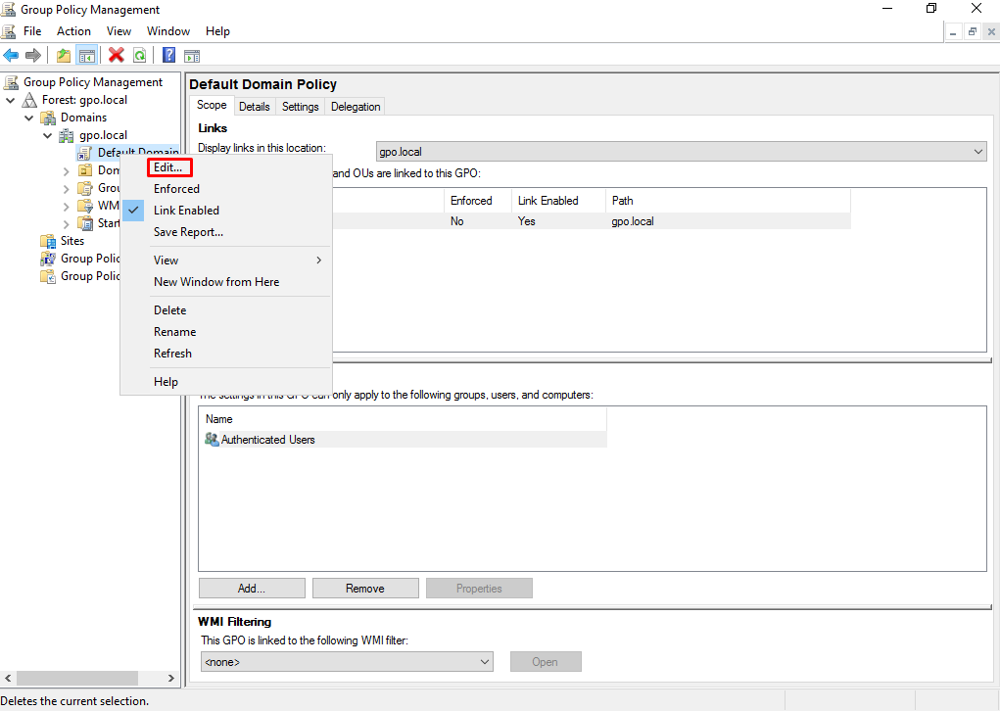 Group Policy Management
File Action View Window Help
Group Policy Management
Forest: gpo.local
Domains
gpo.local
Default Domain
Edit...
Enforced
Link Enabled
Save Report...
View
New Window from Here
Delete
Rename
Refresh
Help
Sites
Group Polic
Group Polic
Default Domain Policy
Scope Details Settings Delegation
Links
Display links in this location: gpo.local
and OUs are linked to this GPO:
Enforced Link Enabled Path
No Yes gpo.local
The settings in this GPO can only apply to the following groups, users, and computers:
Name
Authenticated Users
Add... Remove Properties
WMI Filtering
This GPO is linked to the following WMI filter:
<none> Open
Deletes the current selection.